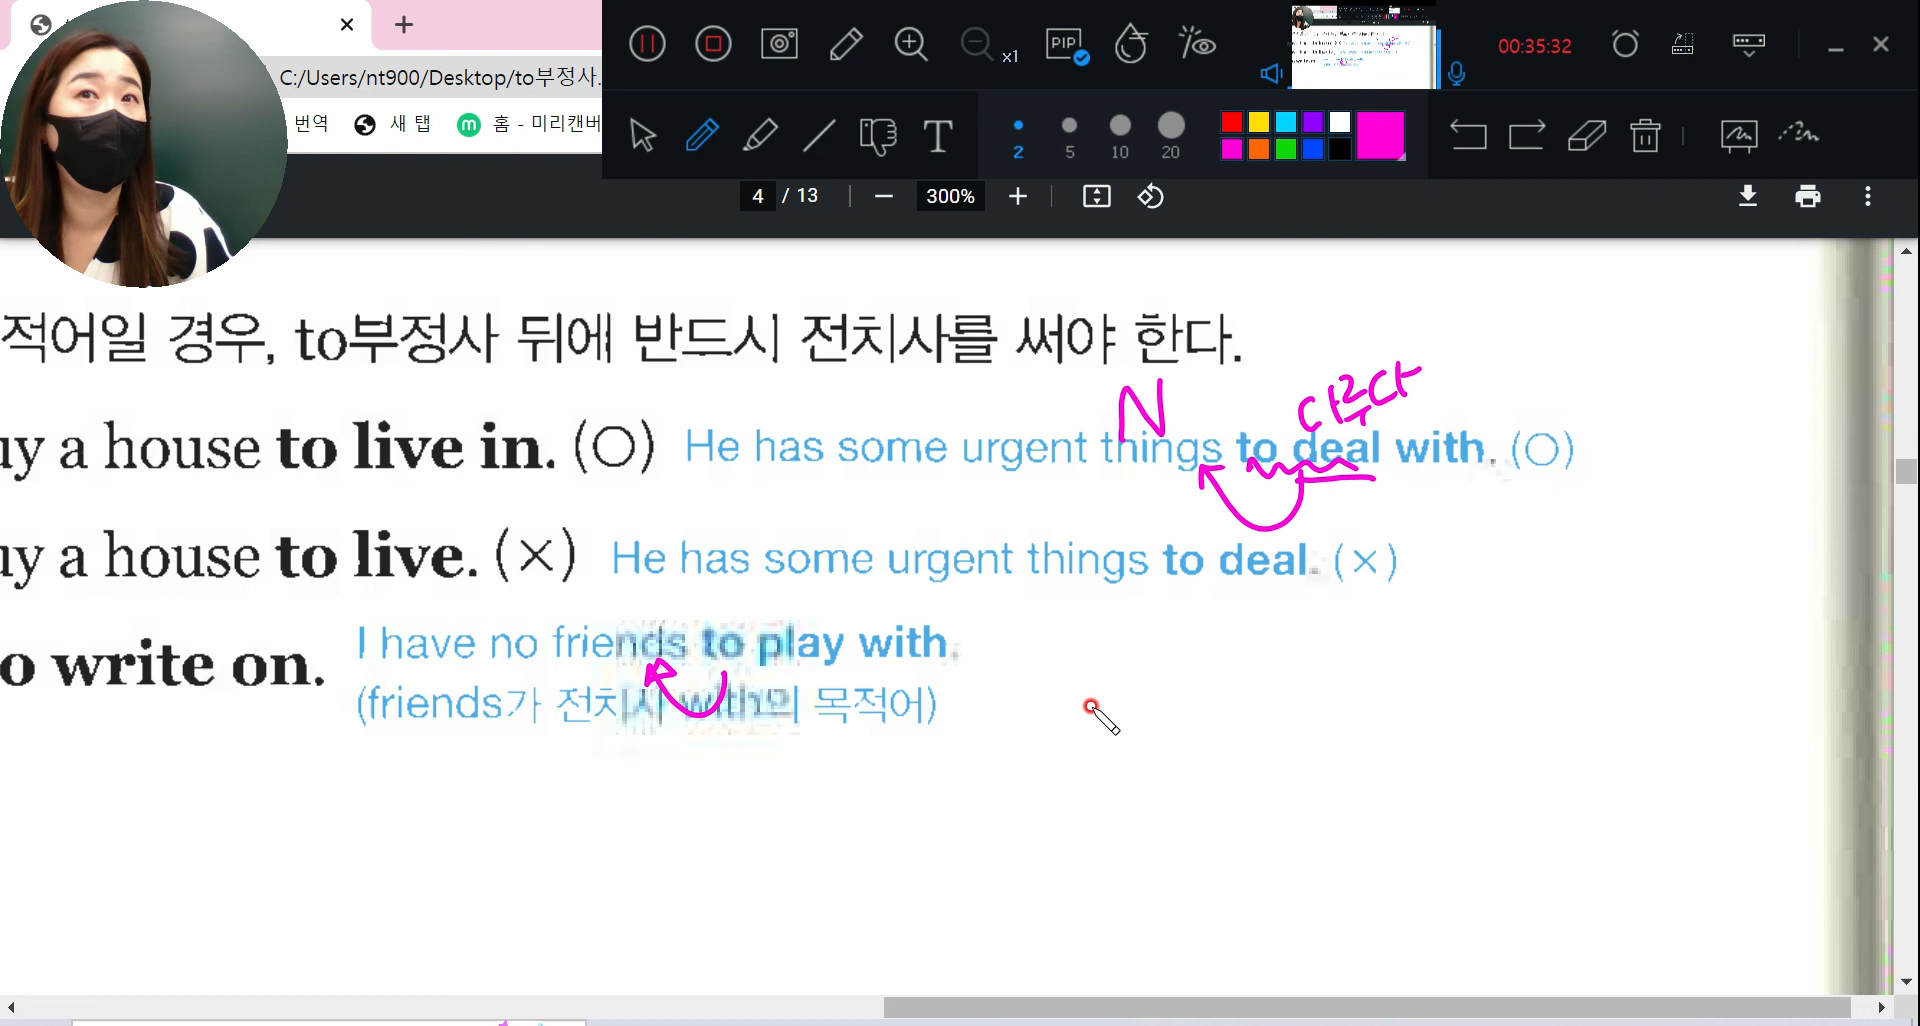 C:/Users/nt900/Desktop/to부정사.
번역 새 탭 홈 - 미리캔버
PIP
x1
00:35:32
T
2 5 10 20
4 / 13 300%
적어일 경우, to부정사 뒤에 반드시 전치사를 써야 한다.
N 다루다
uy a house to live in. (○) He has some urgent things to deal with. (○)
uy a house to live. (×) He has some urgent things to deal. (×)
o write on. I have no friends to play with.
(friends가 전치사 with의 목적어)